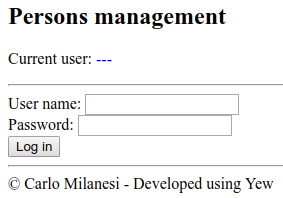 Persons management
Current user: ---
User name:
Password:
Log in
© Carlo Milanesi - Developed using Yew